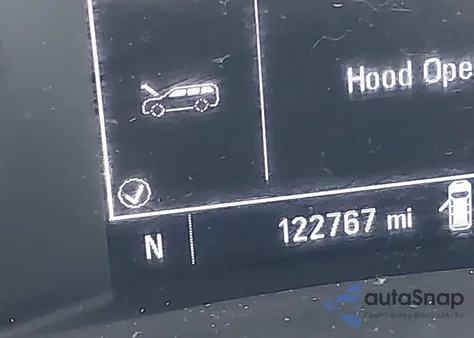 Hood Ope
N
122767 mi
autoSnap